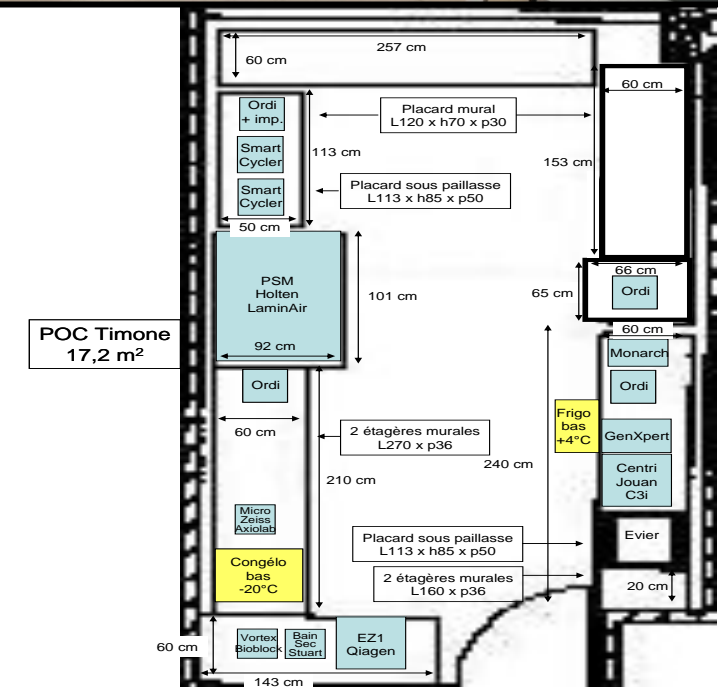 257 cm
60 cm
60 cm
Ordi
+ imp.
Placard mural
L120 x h70 x p30
Smart
Cycler
113 cm
153 cm
Smart
Cycler
Placard sous paillasse
L113 x h85 x p50
50 cm
66 cm
PSM
Holten
LaminAir
101 cm
65 cm
Ordi
POC Timone
17,2 m²
92 cm
60 cm
Monarch
Ordi
Ordi
60 cm
2 étagères murales
L270 x p36
Frigo
bas
+4°C
GenXpert
240 cm
210 cm
Centri
Jouan
C3i
Micro
Zeiss
Axiolab
Placard sous paillasse
L113 x h85 x p50
Evier
Congélo
bas
-20°C
2 étagères murales
L160 x p36
20 cm
60 cm
Vortex
Bioblock
Bain
Sec
Stuart
EZ1
Qiagen
143 cm